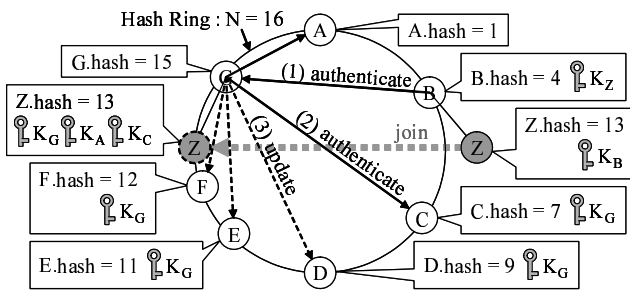 Hash Ring : N = 16
A
A.hash = 1
G.hash = 15
G
(1) authenticate
B
B.hash = 4 K_Z
Z.hash = 13
K_G K_A K_C
Z
(3) update
(2) authenticate
join
Z
Z.hash = 13
K_B
F.hash = 12
K_G
F
C
C.hash = 7 K_G
E.hash = 11 K_G
E
D
D.hash = 9 K_G